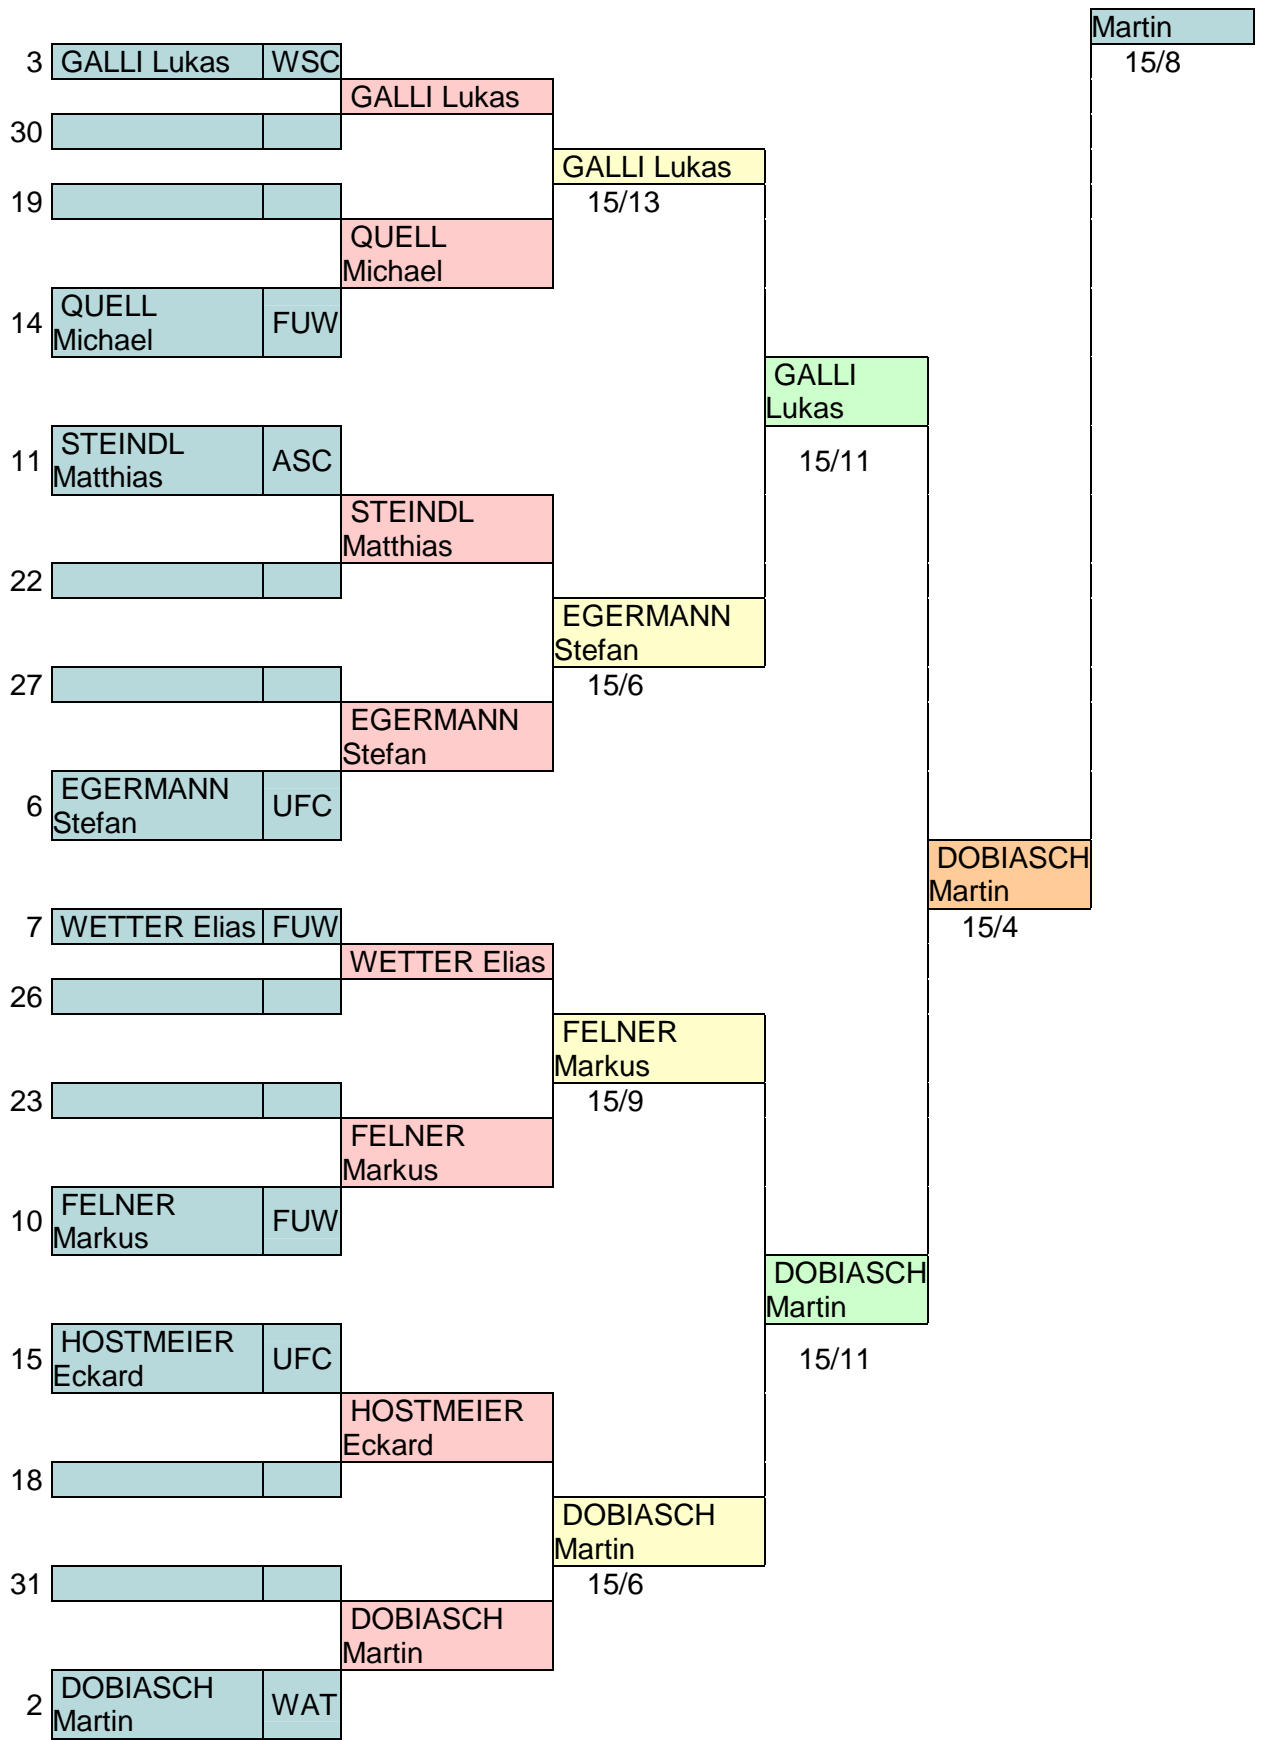 Martin
3 GALLI Lukas WSC 15/8
GALLI Lukas
30
GALLI Lukas
19 15/13
QUELL
Michael
14 QUELL
Michael FUW
GALLI
Lukas
11 STEINDL
Matthias ASC 15/11
STEINDL
Matthias
22
EGERMANN
Stefan
27 15/6
EGERMANN
Stefan
6 EGERMANN
Stefan UFC
DOBIASCH
Martin
7 WETTER Elias FUW 15/4
WETTER Elias
26
FELNER
Markus
23 15/9
FELNER
Markus
10 FELNER
Markus FUW
DOBIASCH
Martin
15 HOSTMEIER
Eckard UFC 15/11
HOSTMEIER
Eckard
18
DOBIASCH
Martin
31 15/6
DOBIASCH
Martin
2 DOBIASCH
Martin WAT